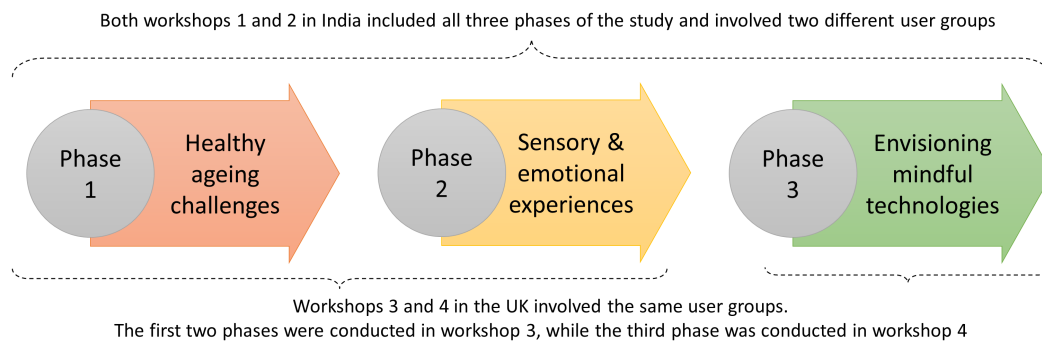 Both workshops 1 and 2 in India included all three phases of the study and involved two different user groups
Phase
1
Healthy
ageing
challenges
Phase
2
Sensory &
emotional
experiences
Phase
3
Envisioning
mindful
technologies
Workshops 3 and 4 in the UK involved the same user groups.
The first two phases were conducted in workshop 3, while the third phase was conducted in workshop 4